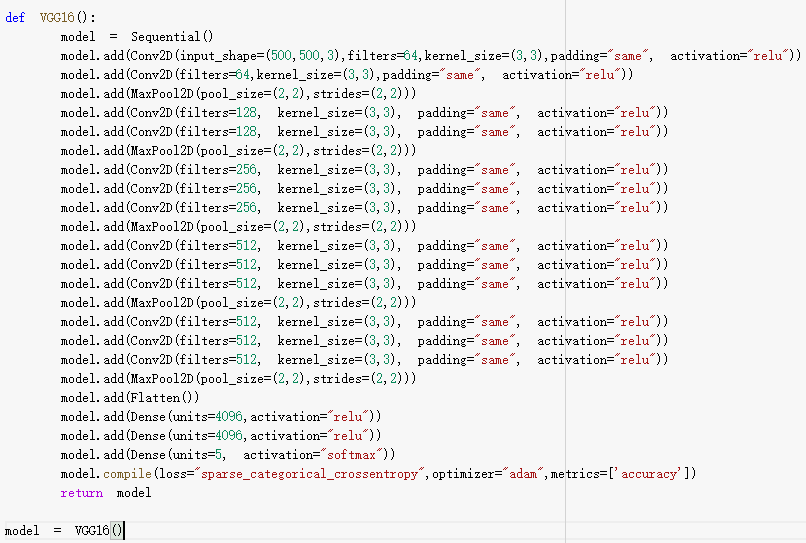 def VGG16():
model = Sequential()
model.add(Conv2D(input_shape=(500,500,3),filters=64,kernel_size=(3,3),padding="same", activation="relu"))
model.add(Conv2D(filters=64,kernel_size=(3,3),padding="same", activation="relu"))
model.add(MaxPool2D(pool_size=(2,2),strides=(2,2)))
model.add(Conv2D(filters=128, kernel_size=(3,3), padding="same", activation="relu"))
model.add(Conv2D(filters=128, kernel_size=(3,3), padding="same", activation="relu"))
model.add(MaxPool2D(pool_size=(2,2),strides=(2,2)))
model.add(Conv2D(filters=256, kernel_size=(3,3), padding="same", activation="relu"))
model.add(Conv2D(filters=256, kernel_size=(3,3), padding="same", activation="relu"))
model.add(Conv2D(filters=256, kernel_size=(3,3), padding="same", activation="relu"))
model.add(MaxPool2D(pool_size=(2,2),strides=(2,2)))
model.add(Conv2D(filters=512, kernel_size=(3,3), padding="same", activation="relu"))
model.add(Conv2D(filters=512, kernel_size=(3,3), padding="same", activation="relu"))
model.add(Conv2D(filters=512, kernel_size=(3,3), padding="same", activation="relu"))
model.add(MaxPool2D(pool_size=(2,2),strides=(2,2)))
model.add(Conv2D(filters=512, kernel_size=(3,3), padding="same", activation="relu"))
model.add(Conv2D(filters=512, kernel_size=(3,3), padding="same", activation="relu"))
model.add(Conv2D(filters=512, kernel_size=(3,3), padding="same", activation="relu"))
model.add(MaxPool2D(pool_size=(2,2),strides=(2,2)))
model.add(Flatten())
model.add(Dense(units=4096,activation="relu"))
model.add(Dense(units=4096,activation="relu"))
model.add(Dense(units=5, activation="softmax"))
model.compile(loss="sparse_categorical_crossentropy",optimizer="adam",metrics=['accuracy'])
return model
model = VGG16()